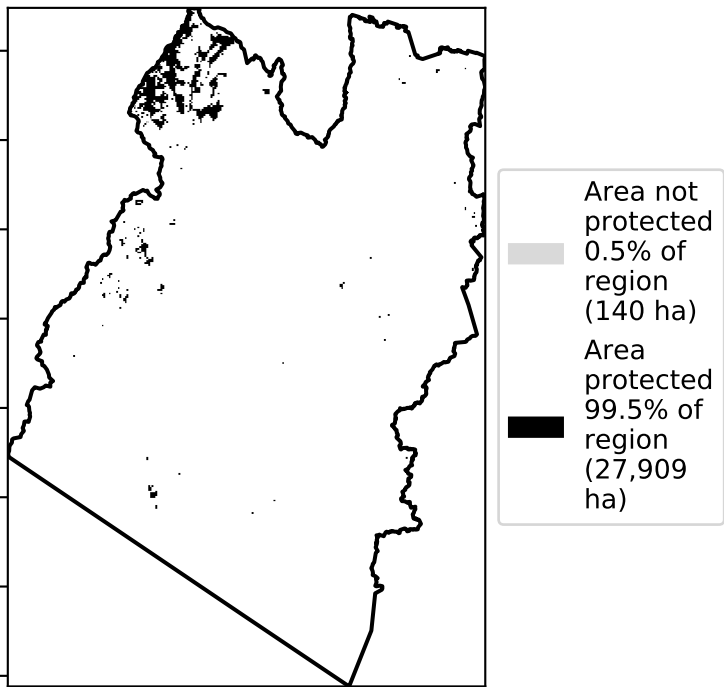 Area not
protected
0.5% of
region
(140 ha)
Area
protected
99.5% of
region
(27,909
ha)